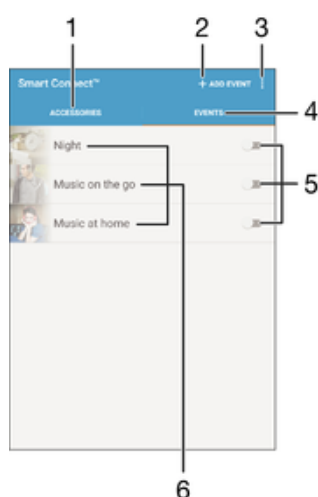 1 2 3
Smart Connect™ + ADD EVENT
ACCESSORIES EVENTS 4
Night
Music on the go 5
Music at home
6